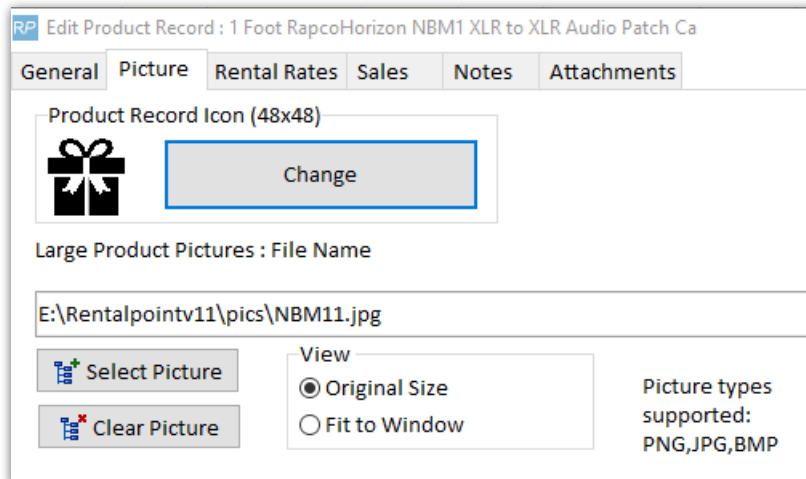 RP Edit Product Record : 1 Foot RapcoHorizon NBM1 XLR to XLR Audio Patch Ca
General Picture Rental Rates Sales Notes Attachments
Product Record Icon (48x48)
Change
Large Product Pictures : File Name
E:\Rentalpointv11\pics\NBM11.jpg
Select Picture
Clear Picture
View
Original Size
Fit to Window
Picture types
supported:
PNG,JPG,BMP